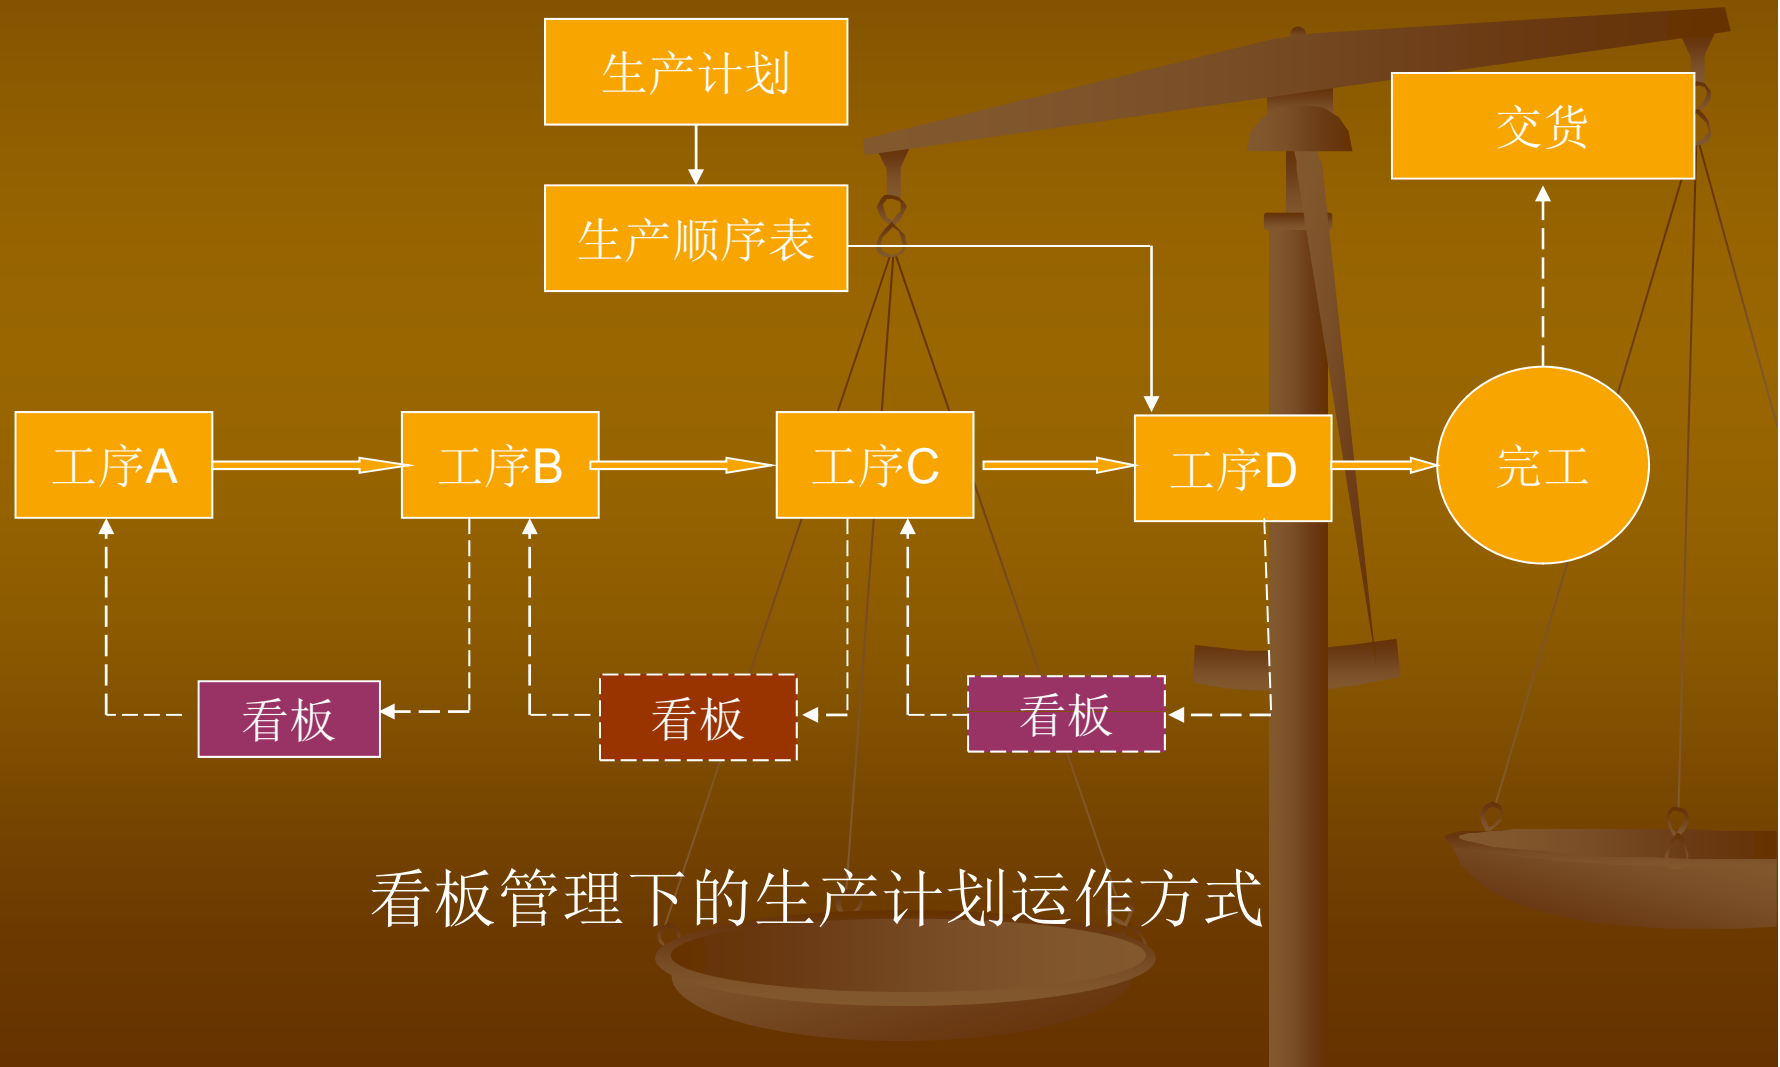 生产计划
交货
生产顺序表
工序A
工序B
工序C
工序D
完工
看板
看板
看板
看板管理下的生产计划运作方式